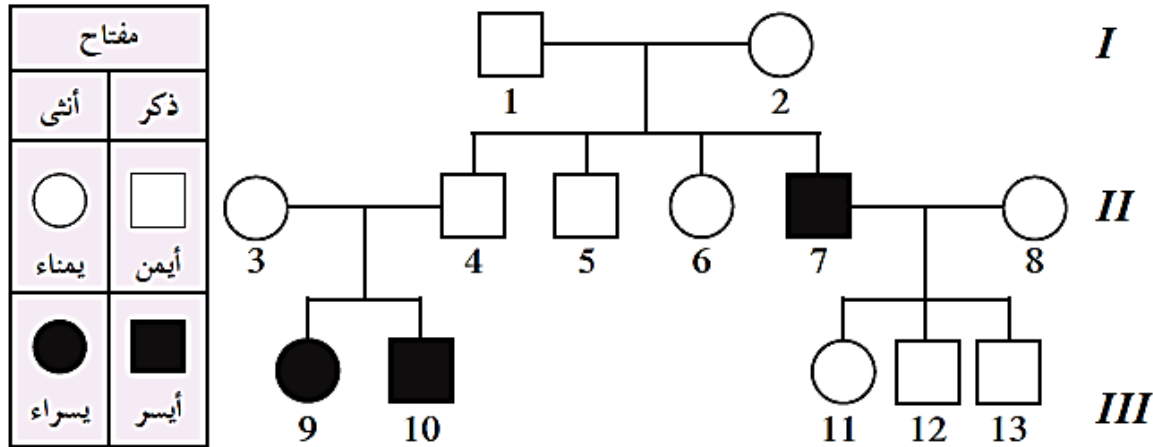 مفتاح
ذكر أنثى
أيمن يمناء
أيسر يسراء
I
1 2
II
3 4 5 6 7 8
III
9 10 11 12 13